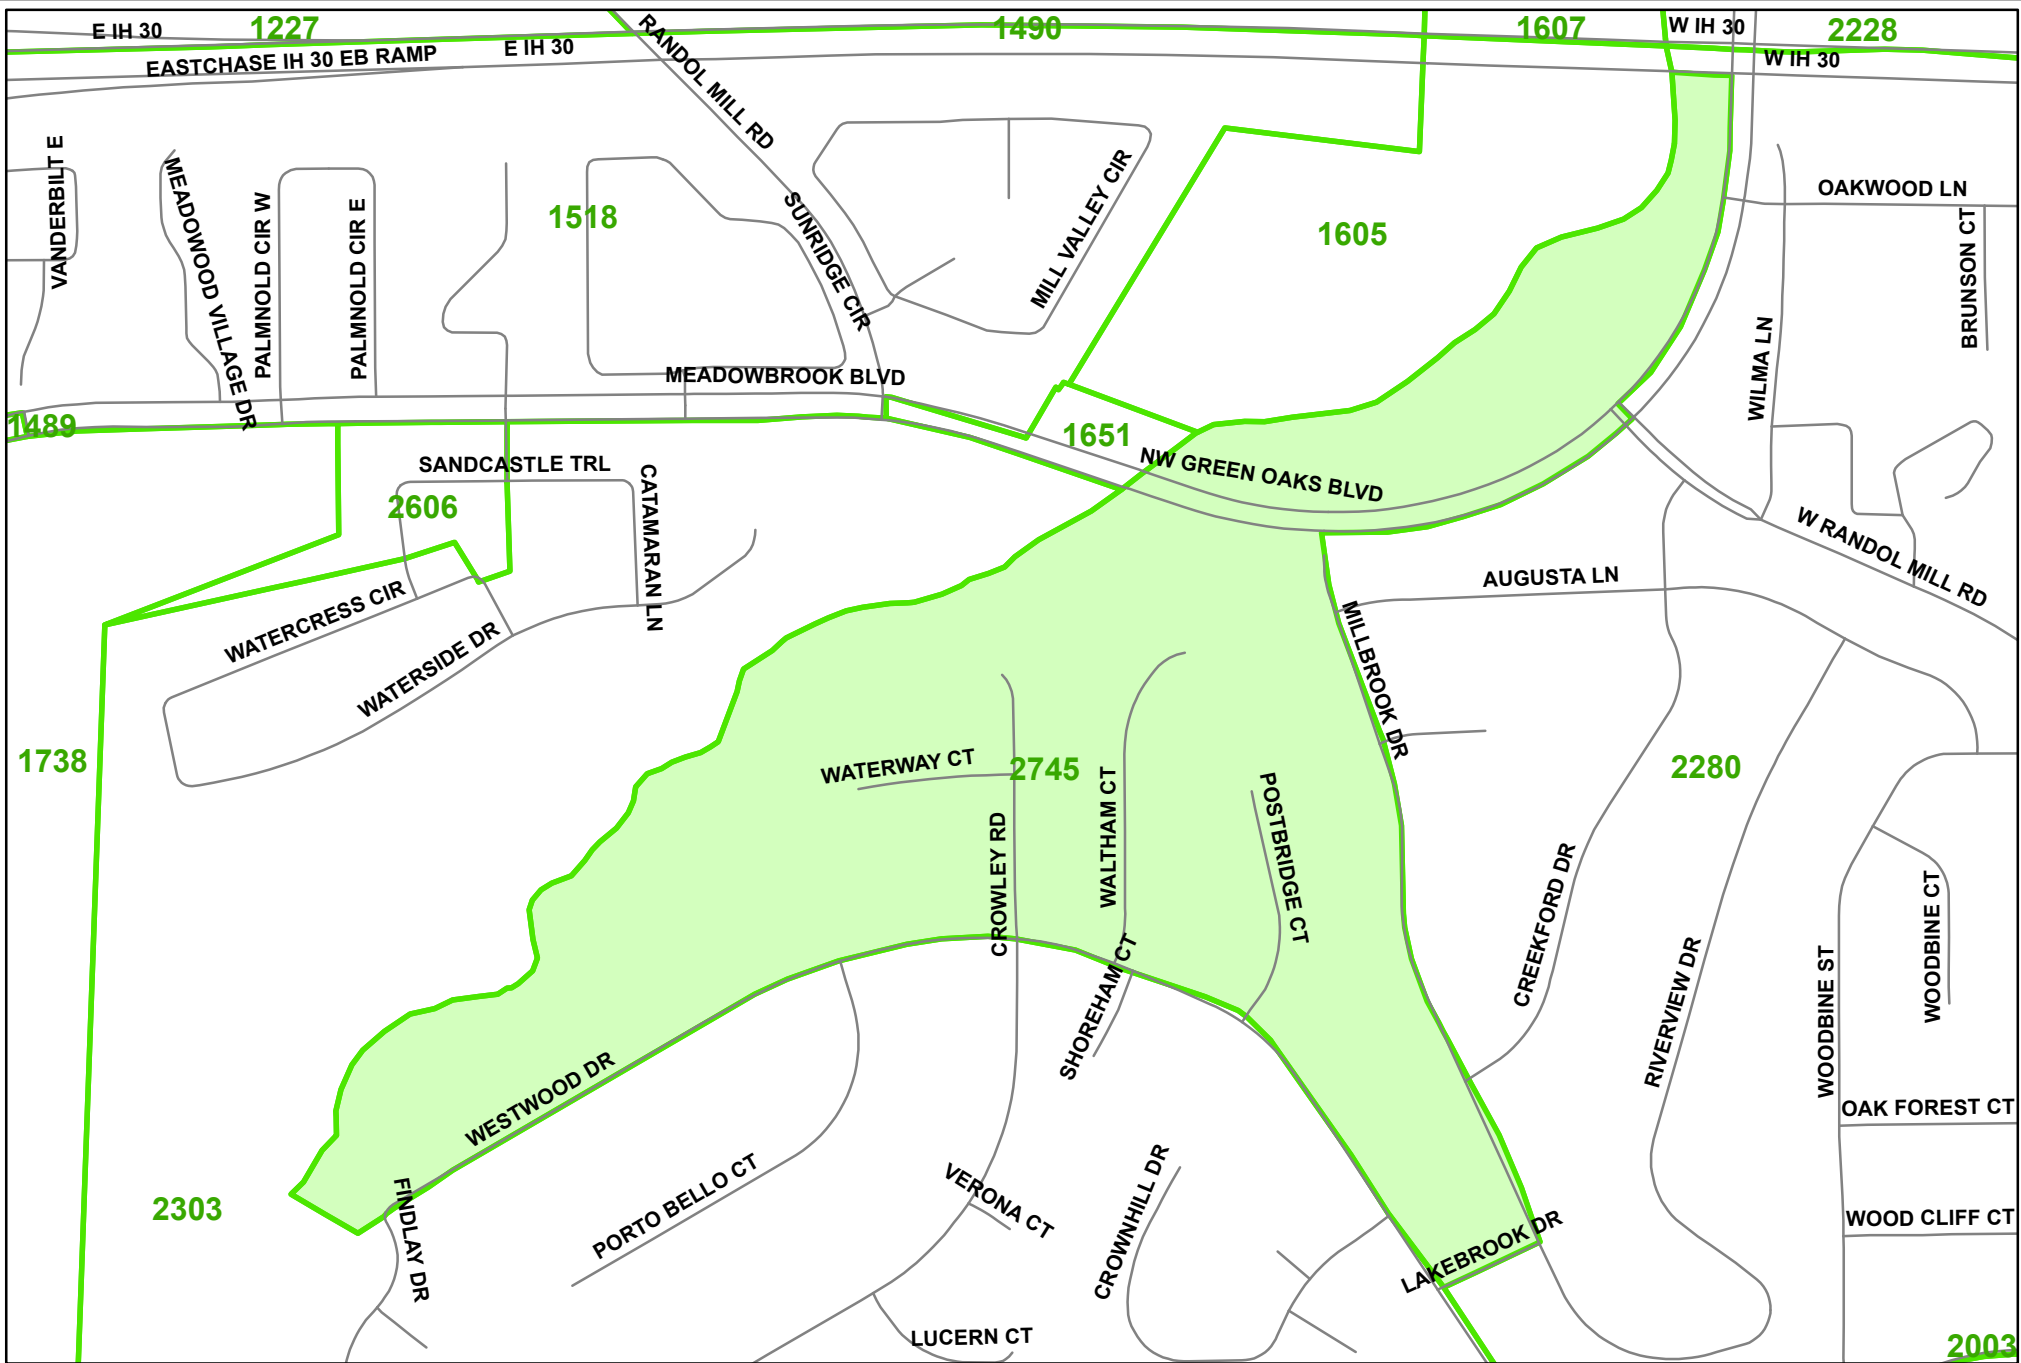 E IH 30
1227
E IH 30
EASTCHASE IH 30 EB RAMP
RANDOL MILL RD
1490
1607
W IH 30
2228
W IH 30
VANDERBILT E
MEADOWOOD VILLAGE DR
PALMNOLD CIR W
PALMNOLD CIR E
1518
SUNRIDGE CIR
MILL VALLEY CIR
1605
OAKWOOD LN
BRUNSON CT
WILMA LN
MEADOWBROOK BLVD
1489
1651
NW GREEN OAKS BLVD
SANDCASTLE TRL
2606
CATAMARAN LN
W RANDOL MILL RD
AUGUSTA LN
WATERCRESS CIR
WATERSIDE DR
MILLBROOK DR
1738
WATERWAY CT
2745
2280
CROWLEY RD
WALTHAM CT
POSTBRIDGE CT
CREEKFORD DR
RIVERVIEW DR
WOODBINE ST
WOODBINE CT
SHOREHAM CT
WESTWOOD DR
OAK FOREST CT
2303
FINDLAY DR
PORTO BELLO CT
VERONA CT
CROWNHILL DR
LAKEBROOK DR
WOOD CLIFF CT
LUCERN CT
2003